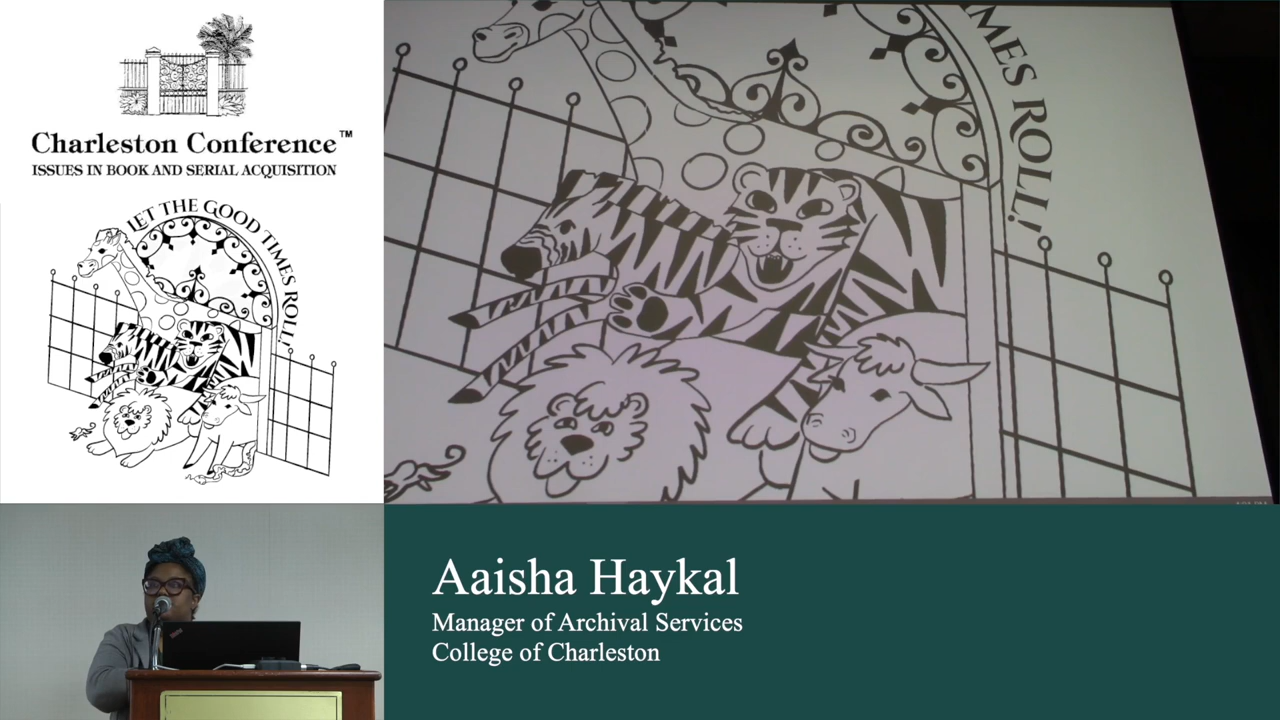 Charleston Conference™
ISSUES IN BOOK AND SERIAL ACQUISITION
LET THE GOOD TIMES ROLL!
MES ROLL!
Aaisha Haykal
Manager of Archival Services
College of Charleston